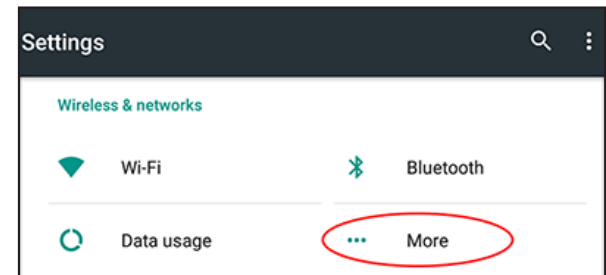 Settings
Wireless & networks
Wi-Fi
Bluetooth
Data usage
More